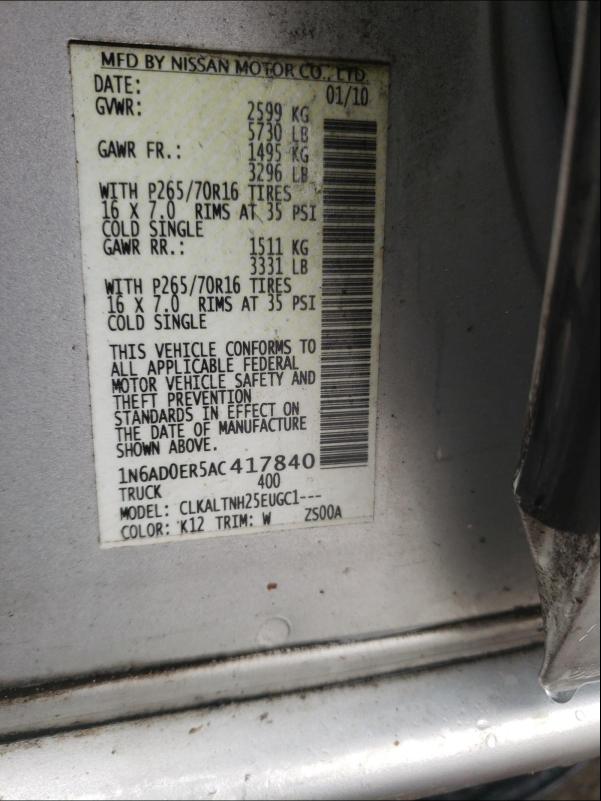 MFD BY NISSAN MOTOR CO., LTD.
DATE: 01/10
GVWR: 2599 KG
5730 LB
GAWR FR.: 1495 KG
3296 LB
WITH P265/70R16 TIRES
16 X 7.0 RIMS AT 35 PSI
COLD SINGLE
GAWR RR.: 1511 KG
3331 LB
WITH P265/70R16 TIRES
16 X 7.0 RIMS AT 35 PSI
COLD SINGLE
THIS VEHICLE CONFORMS TO
ALL APPLICABLE FEDERAL
MOTOR VEHICLE SAFETY AND
THEFT PREVENTION
STANDARDS IN EFFECT ON
THE DATE OF MANUFACTURE
SHOWN ABOVE.
1N6AD0ER5AC417840
TRUCK 400
MODEL: CLKALTNH25EUGC1---
COLOR: K12 TRIM: W ZS00A